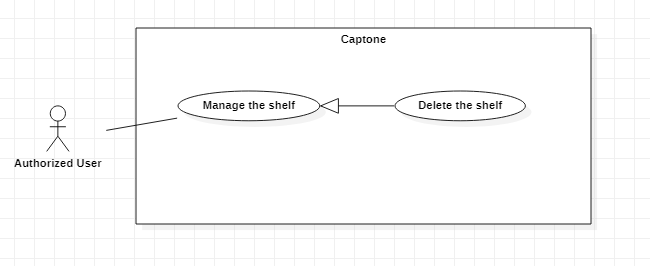 Captone
Manage the shelf
Delete the shelf
Authorized User